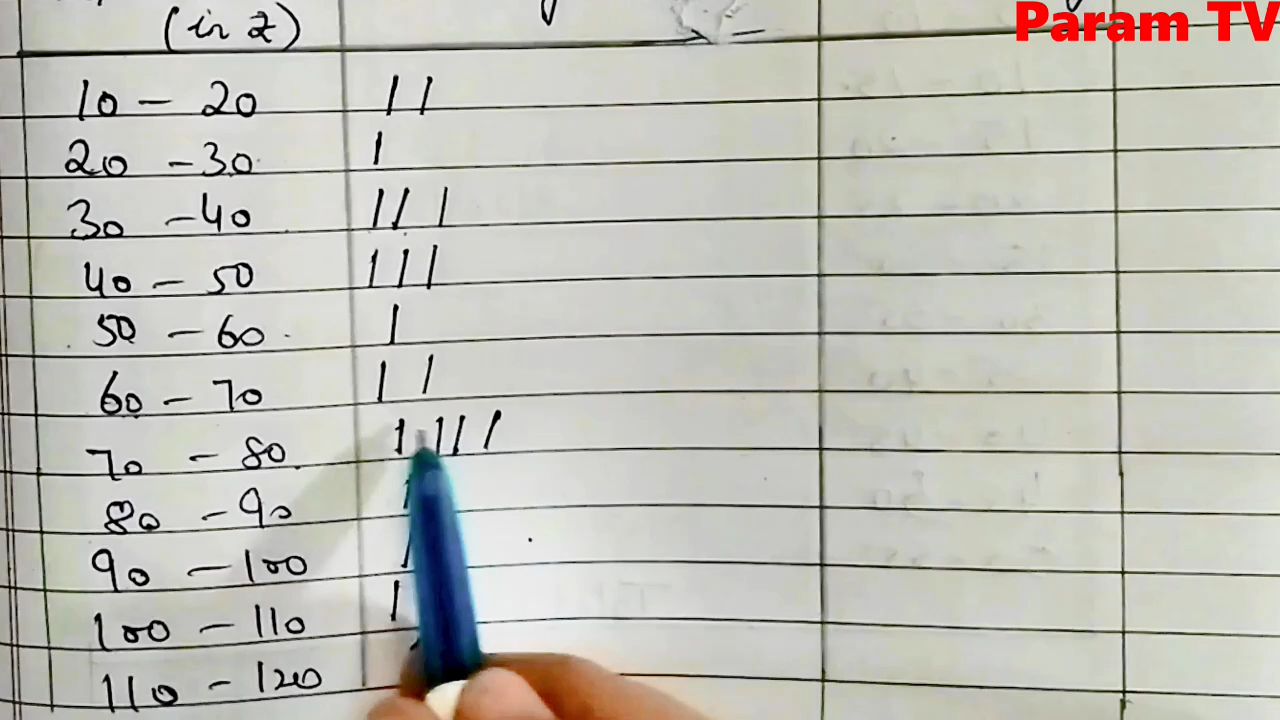 Param TV
(in ₹)
10 - 20 | |
20 - 30 |
30 - 40 | | |
40 - 50 | | |
50 - 60 |
60 - 70 | |
70 - 80 | | | |
80 - 90 |
90 - 100 |
100 - 110 |
110 - 120